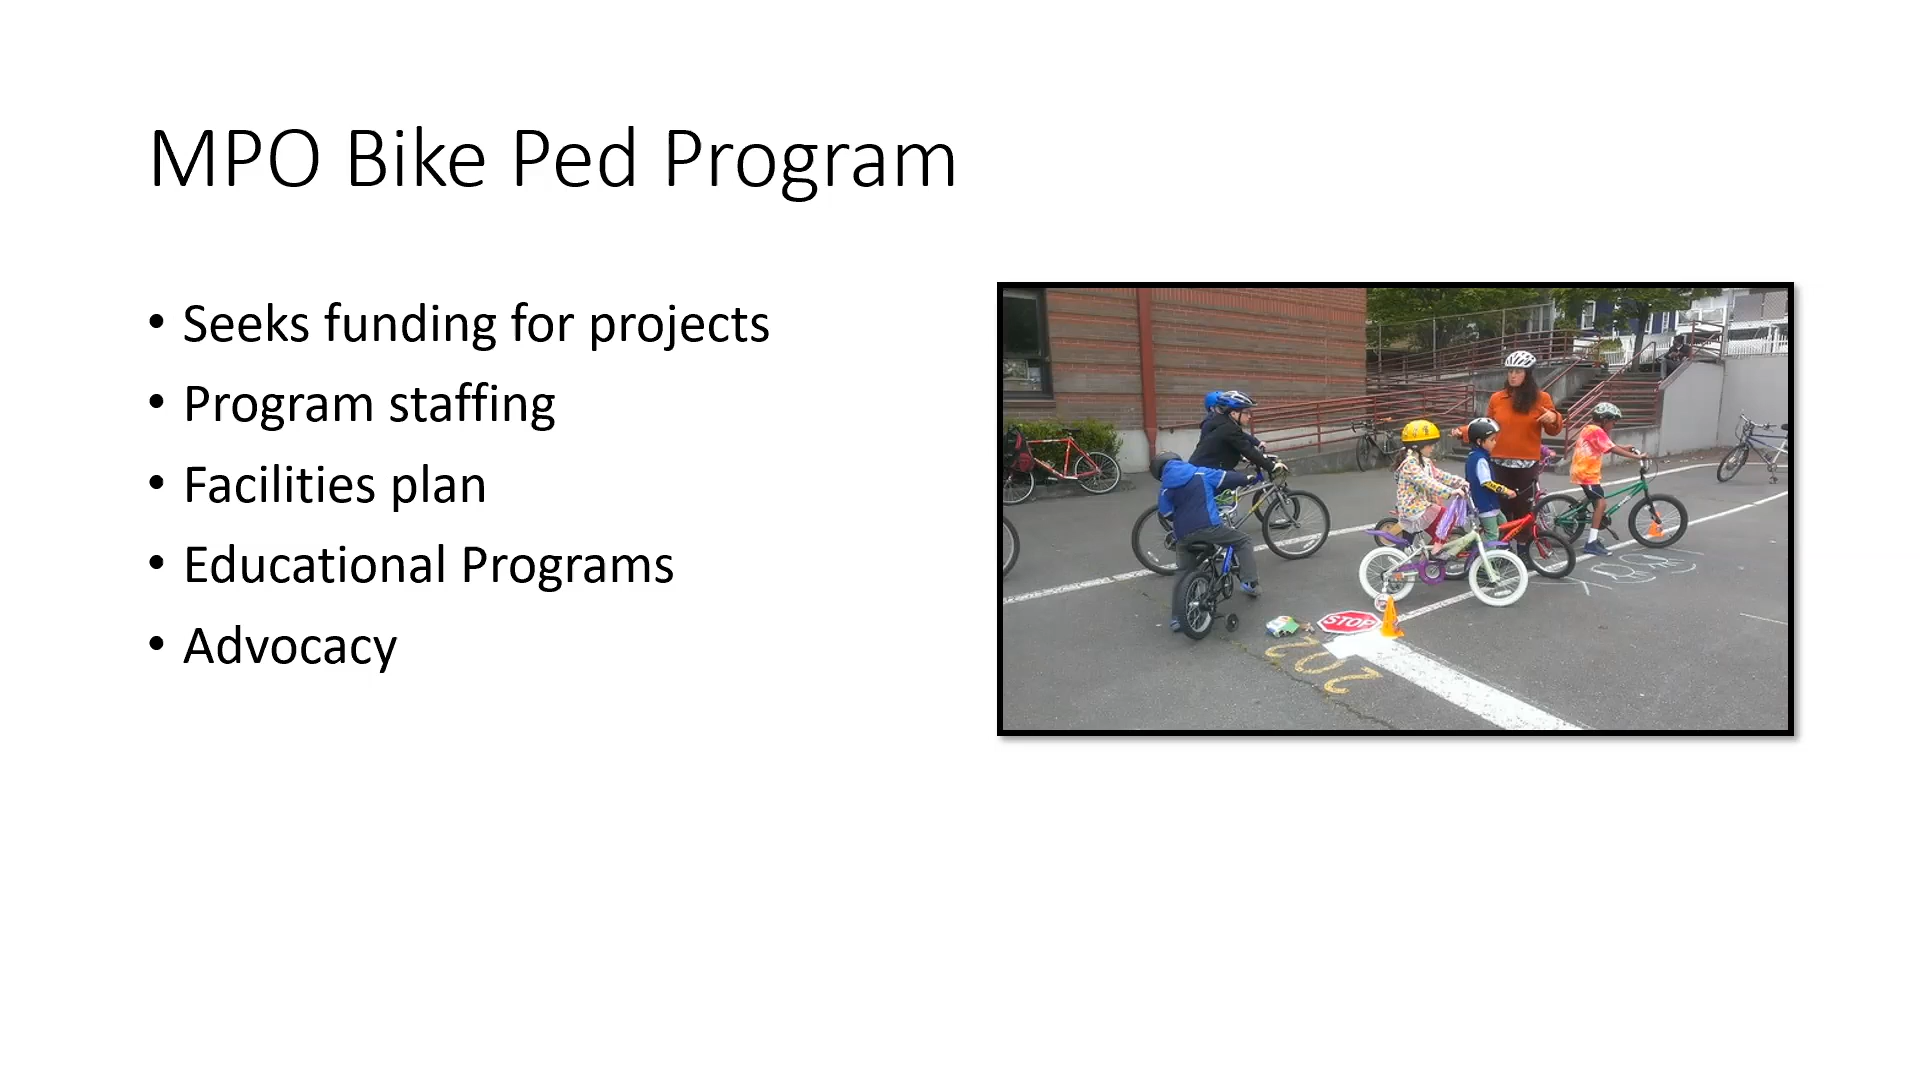 MPO Bike Ped Program
• Seeks funding for projects
• Program staffing
• Facilities plan
• Educational Programs
• Advocacy
STOP